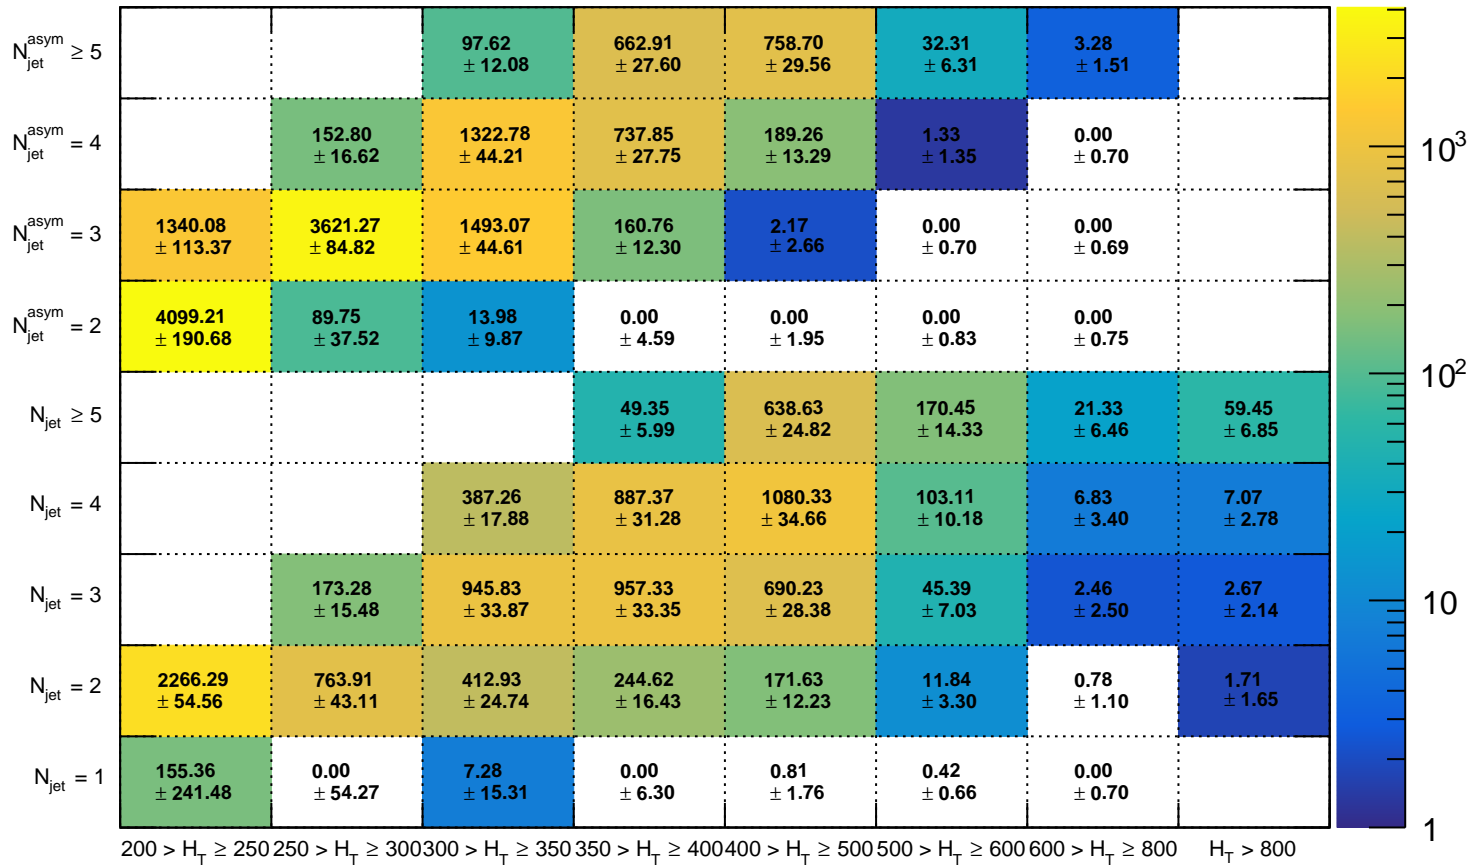 N_jet^asym ≥ 5
97.62 ± 12.08
662.91 ± 27.60
758.70 ± 29.56
32.31 ± 6.31
3.28 ± 1.51
N_jet^asym = 4
152.80 ± 16.62
1322.78 ± 44.21
737.85 ± 27.75
189.26 ± 13.29
1.33 ± 1.35
0.00 ± 0.70
N_jet^asym = 3
1340.08 ± 113.37
3621.27 ± 84.82
1493.07 ± 44.61
160.76 ± 12.30
2.17 ± 2.66
0.00 ± 0.70
0.00 ± 0.69
N_jet^asym = 2
4099.21 ± 190.68
89.75 ± 37.52
13.98 ± 9.87
0.00 ± 4.59
0.00 ± 1.95
0.00 ± 0.83
0.00 ± 0.75
N_jet ≥ 5
49.35 ± 5.99
638.63 ± 24.82
170.45 ± 14.33
21.33 ± 6.46
59.45 ± 6.85
N_jet = 4
387.26 ± 17.88
887.37 ± 31.28
1080.33 ± 34.66
103.11 ± 10.18
6.83 ± 3.40
7.07 ± 2.78
N_jet = 3
173.28 ± 15.48
945.83 ± 33.87
957.33 ± 33.35
690.23 ± 28.38
45.39 ± 7.03
2.46 ± 2.50
2.67 ± 2.14
N_jet = 2
2266.29 ± 54.56
763.91 ± 43.11
412.93 ± 24.74
244.62 ± 16.43
171.63 ± 12.23
11.84 ± 3.30
0.78 ± 1.10
1.71 ± 1.65
N_jet = 1
155.36 ± 241.48
0.00 ± 54.27
7.28 ± 15.31
0.00 ± 6.30
0.81 ± 1.76
0.42 ± 0.66
0.00 ± 0.70
200 > H_T ≥ 250
250 > H_T ≥ 300
300 > H_T ≥ 350
350 > H_T ≥ 400
400 > H_T ≥ 500
500 > H_T ≥ 600
600 > H_T ≥ 800
H_T > 800
10^3
10^2
10
1